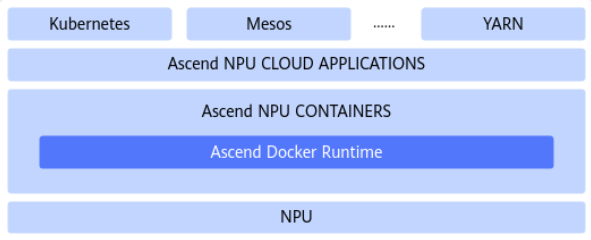 Kubernetes Mesos ...... YARN
Ascend NPU CLOUD APPLICATIONS
Ascend NPU CONTAINERS
Ascend Docker Runtime
NPU